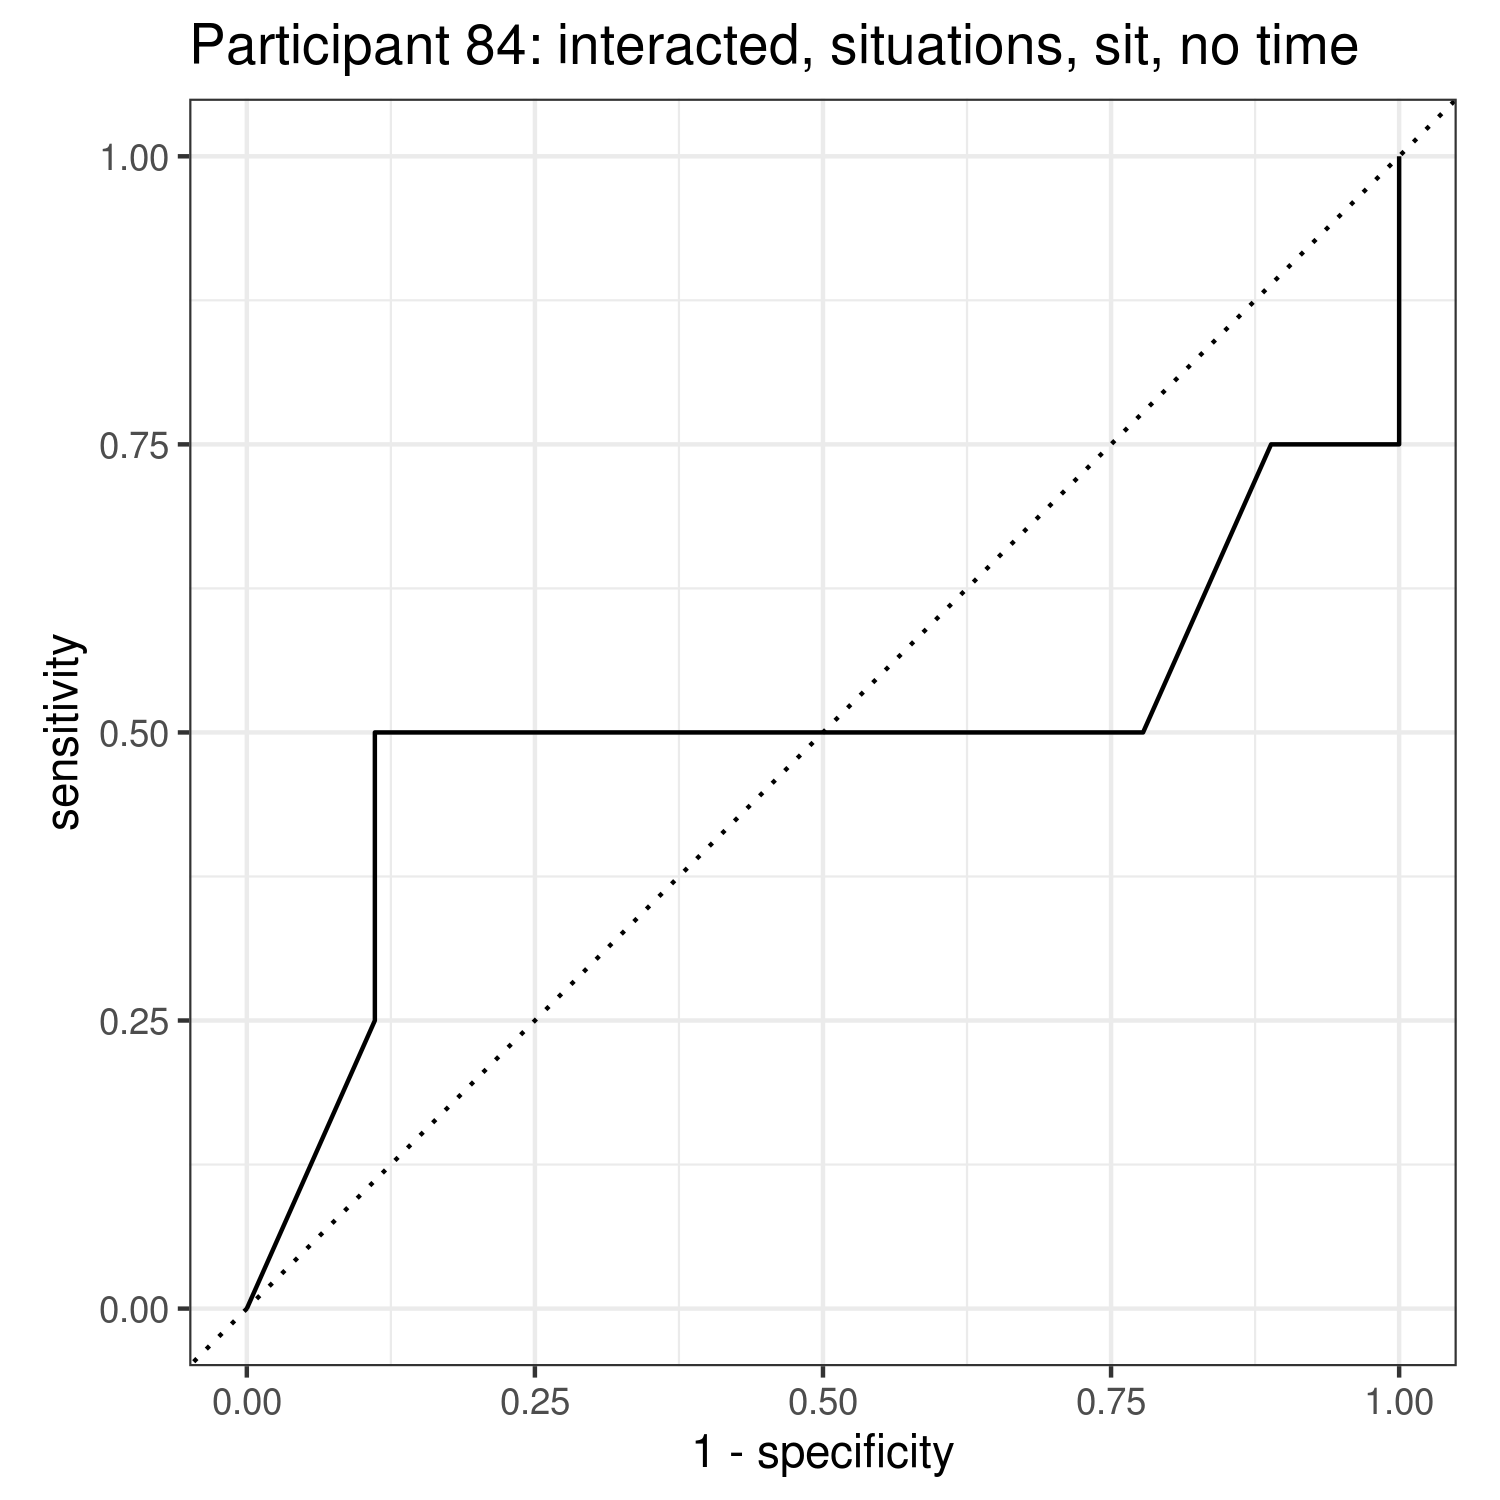 Participant 84: interacted, situations, sit, no time
1.00
0.75
0.50
0.25
0.00
sensitivity
0.00 0.25 0.50 0.75 1.00
1 - specificity